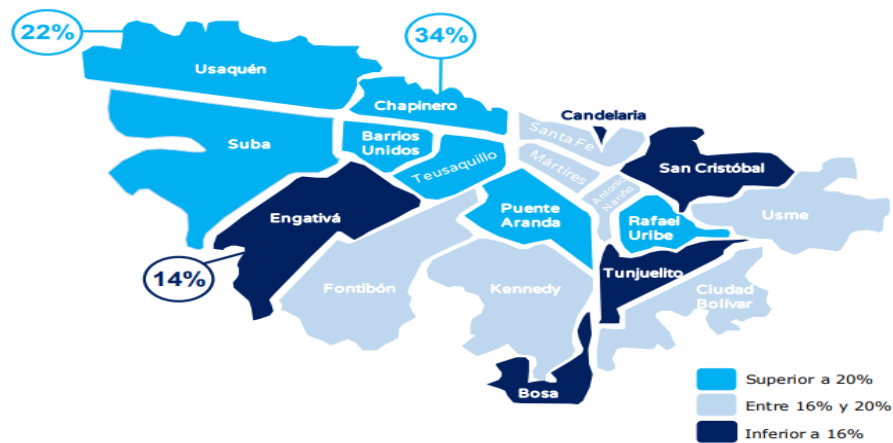 22%
34%
Usaquén
Chapinero
Candelaria
Santa Fe
Suba
Barrios
Unidos
Teusaquillo
Mártires
San Cristóbal
Antonio
Nariño
Engativá
Puente
Aranda
Rafael
Uribe
Usme
14%
Fontibón
Kennedy
Tunjuelito
Ciudad
Bolívar
Bosa
Superior a 20%
Entre 16% y 20%
Inferior a 16%